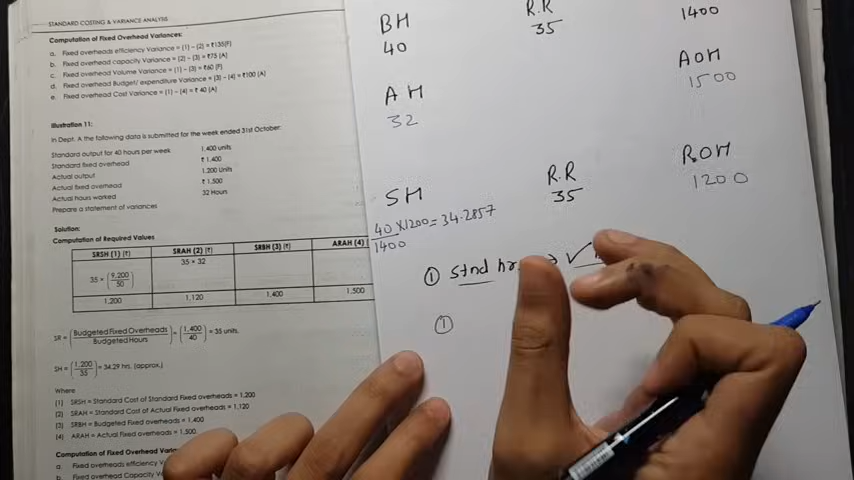 STANDARD COSTING & VARIANCE ANALYSIS
Computation of Fixed Overhead Variances:
a. Fixed overheads efficiency Variance = (1) – (2) = ₹135(F)
b. Fixed overhead capacity Variance = (2) – (3) = ₹75 (A)
c. Fixed overhead Volume Variance = (1) – (3) = ₹60 (F)
d. Fixed overhead Budget/ expenditure Variance = (3) – (4) = ₹100 (A)
e. Fixed overhead Cost Variance = (1) – (4) = ₹ 40 (A)
Illustration 11:
In Dept. A the following data is submitted for the week ended 31st October:
Standard output for 40 hours per week 1,400 units
Standard fixed overhead ₹ 1,400
Actual output 1,200 Units
Actual fixed overhead ₹ 1,500
Actual hours worked 32 Hours
Prepare a statement of variances
Solution:
Computation of Required Values
SRSH (1) (₹) SRAH (2) (₹) SRBH (3) (₹) ARAH (4) (
35 × (9,200/50) 35 × 32
1,200 1,120 1,400 1,500
SR = (Budgeted Fixed Overheads/Budgeted Hours) = (1,400/40) = 35 units.
SH = (1,200/35) = 34.29 hrs. (approx.)
Where
(1) SRSH = Standard Cost of Standard Fixed overheads = 1,200
(2) SRAH = Standard Cost of Actual Fixed overheads = 1,120
(3) SRBH = Budgeted Fixed overheads = 1,400
(4) ARAH = Actual Fixed overheads = 1,500
Computation of Fixed Overhead
a. Fixed overheads efficiency
b. Fixed overhead Capacity
BH R.R 1400
40 35
AH AOH
32 1500
SH R.R R.OH
35 1200
40 ×1200 = 34.2857
1400
① stnd hr
①